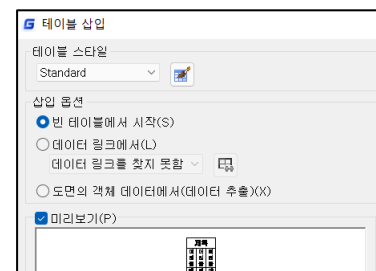 테이블 삽입
테이블 스타일
Standard
삽입 옵션
빈 테이블에서 시작(S)
데이터 링크에서(L)
데이터 링크를 찾지 못함
도면의 객체 데이터에서(데이터 추출)(X)
미리보기(P)
제목